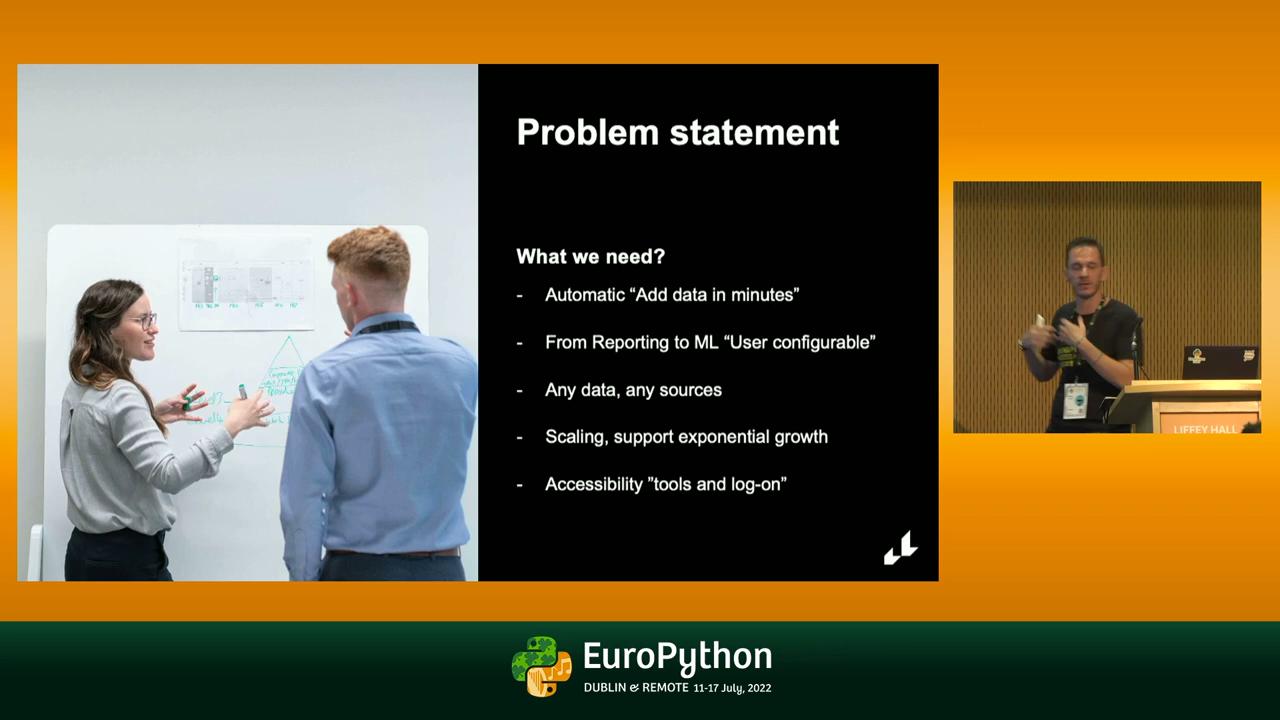 Problem statement
What we need?
- Automatic “Add data in minutes”
- From Reporting to ML “User configurable”
- Any data, any sources
- Scaling, support exponential growth
- Accessibility ”tools and log-on”
LIFFEY HALL
EuroPython
DUBLIN & REMOTE 11-17 July, 2022